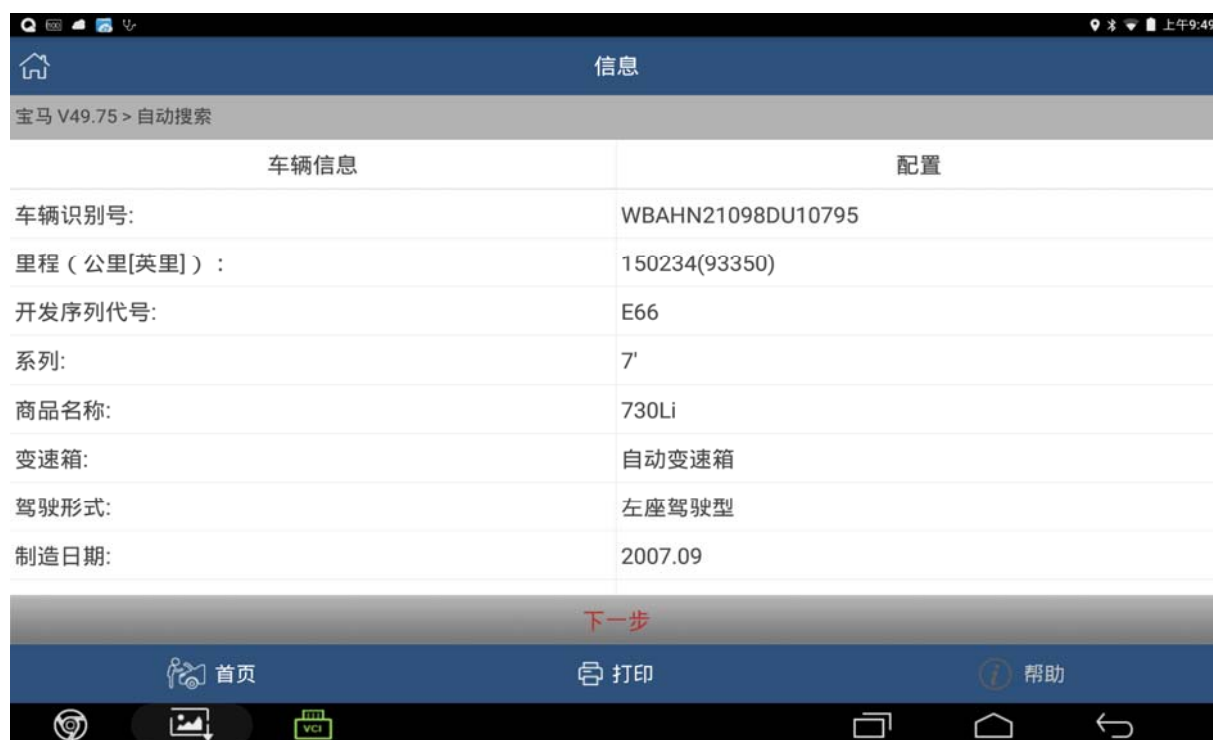 上午9:49
信息
宝马 V49.75 > 自动搜索
车辆信息 配置
车辆识别号: WBAHN21098DU10795
里程（公里[英里]）: 150234(93350)
开发序列代号: E66
系列: 7'
商品名称: 730Li
变速箱: 自动变速箱
驾驶形式: 左座驾驶型
制造日期: 2007.09
下一步
首页 打印 帮助
VCI